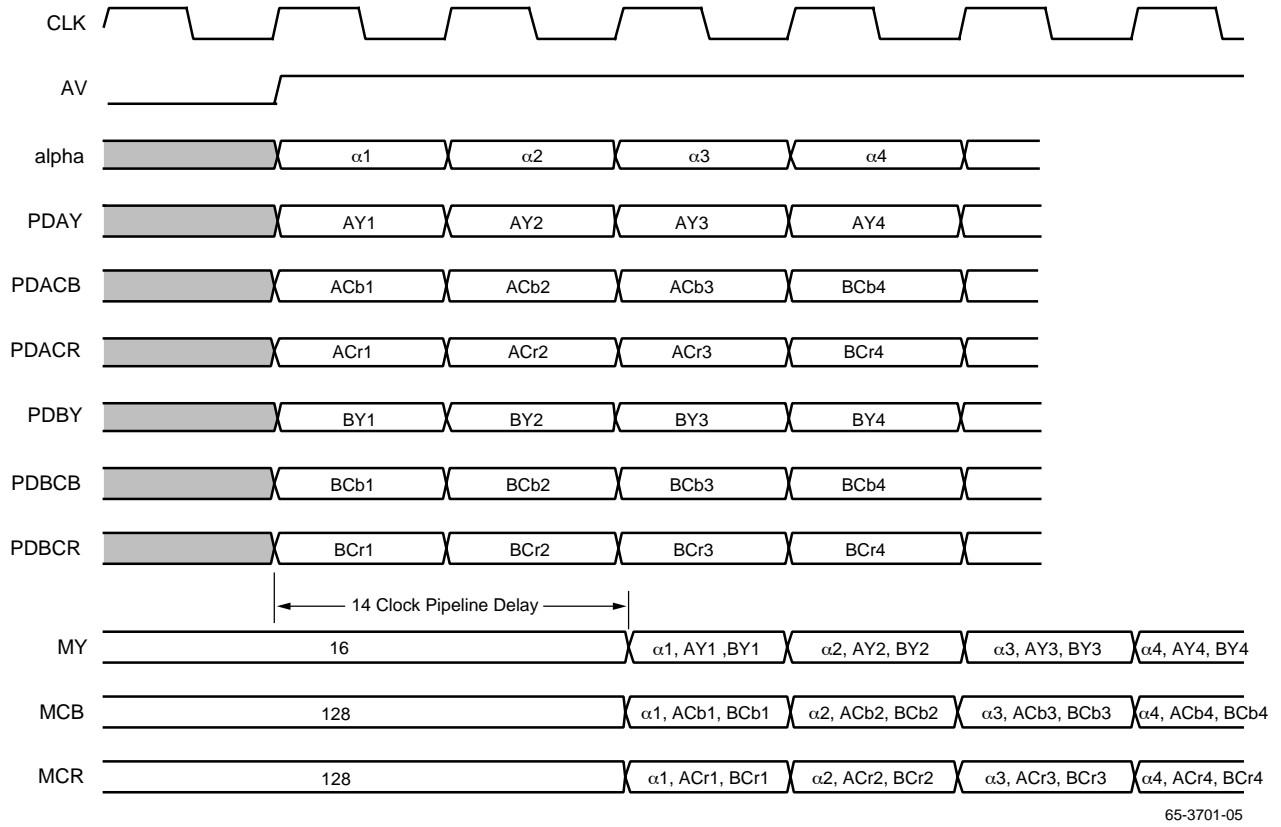 CLK
AV
alpha α1 α2 α3 α4
PDAY AY1 AY2 AY3 AY4
PDACB ACb1 ACb2 ACb3 BCb4
PDACR ACr1 ACr2 ACr3 BCr4
PDBY BY1 BY2 BY3 BY4
PDBCB BCb1 BCb2 BCb3 BCb4
PDBCR BCr1 BCr2 BCr3 BCr4
14 Clock Pipeline Delay
MY 16 α1, AY1 ,BY1 α2, AY2, BY2 α3, AY3, BY3 α4, AY4, BY4
MCB 128 α1, ACb1, BCb1 α2, ACb2, BCb2 α3, ACb3, BCb3 α4, ACb4, BCb4
MCR 128 α1, ACr1, BCr1 α2, ACr2, BCr2 α3, ACr3, BCr3 α4, ACr4, BCr4
65-3701-05